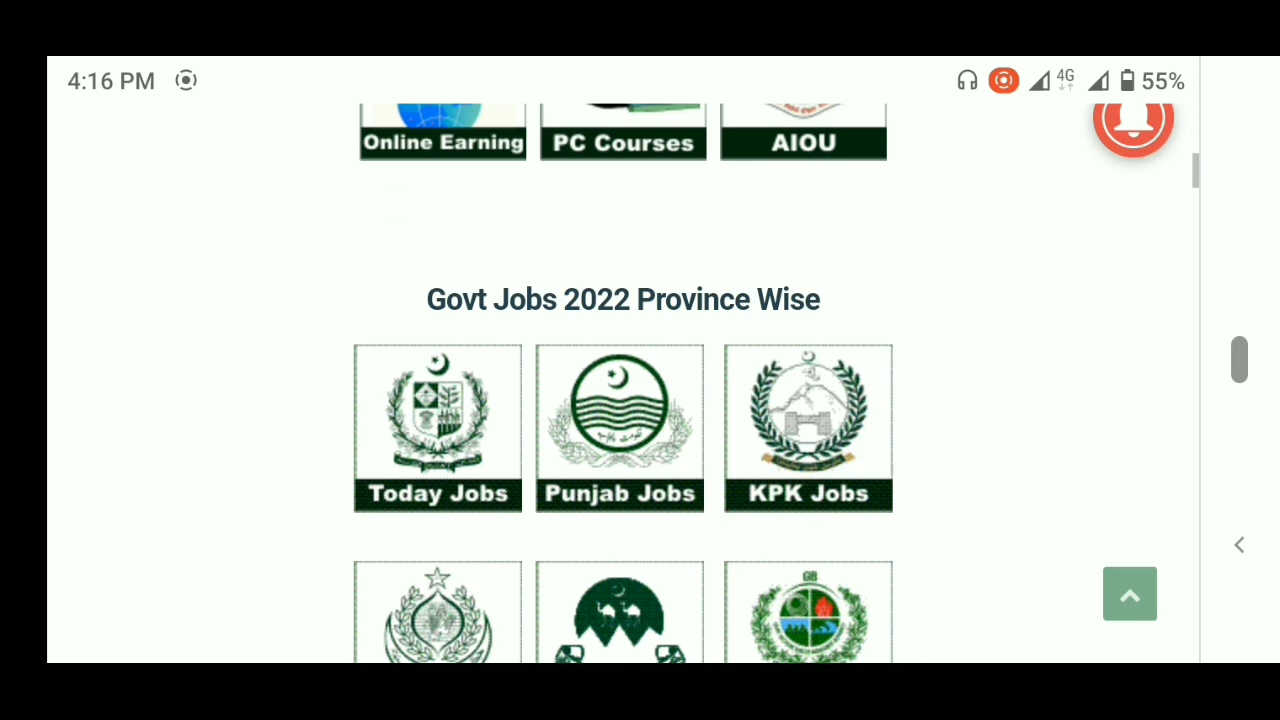 4:16 PM
4G
55%
Online Earning
PC Courses
AIOU
Govt Jobs 2022 Province Wise
Today Jobs
Punjab Jobs
KPK Jobs
GB